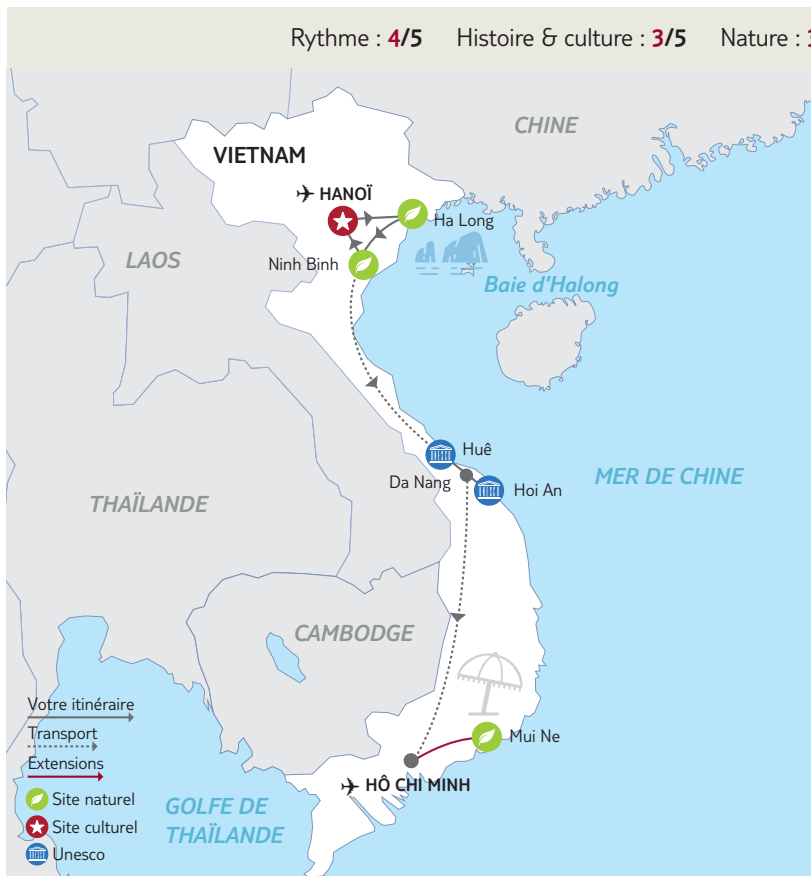 Rythme : 4/5 Histoire & culture : 3/5 Nature :
CHINE
VIETNAM
HANOÏ
Ha Long
LAOS
Ninh Binh
Baie d'Halong
Huê
Da Nang
Hoi An
MER DE CHINE
THAÏLANDE
CAMBODGE
Votre itinéraire
Transport
Extensions
Mui Ne
HÔ CHI MINH
Site naturel
Site culturel
Unesco
GOLFE DE
THAÏLANDE